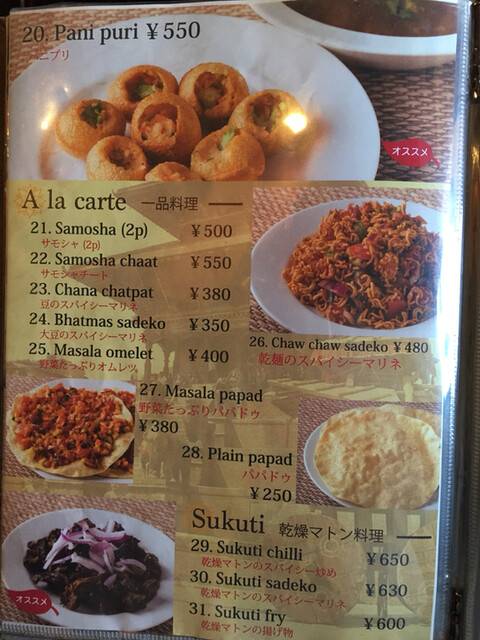 20. Pani puri ¥550
パニプリ
オススメ
A la carte 一品料理
21. Samosha (2p) ¥500
サモシャ (2p)
22. Samosha chaat ¥550
サモシャチート
23. Chana chatpat ¥380
豆のスパイシーマリネ
24. Bhatmas sadeko ¥350
大豆のスパイシーマリネ
25. Masala omelet ¥400
野菜たっぷりオムレツ
26. Chaw chaw sadeko ¥480
乾麺のスパイシーマリネ
27. Masala papad
野菜たっぷりパパドゥ
¥380
28. Plain papad
パパドゥ
¥250
Sukuti 乾燥マトン料理
29. Sukuti chilli ¥650
乾燥マトンのスパイシー炒め
30. Sukuti sadeko ¥630
乾燥マトンのスパイシーマリネ
31. Sukuti fry ¥600
乾燥マトンの揚げ物
オススメ